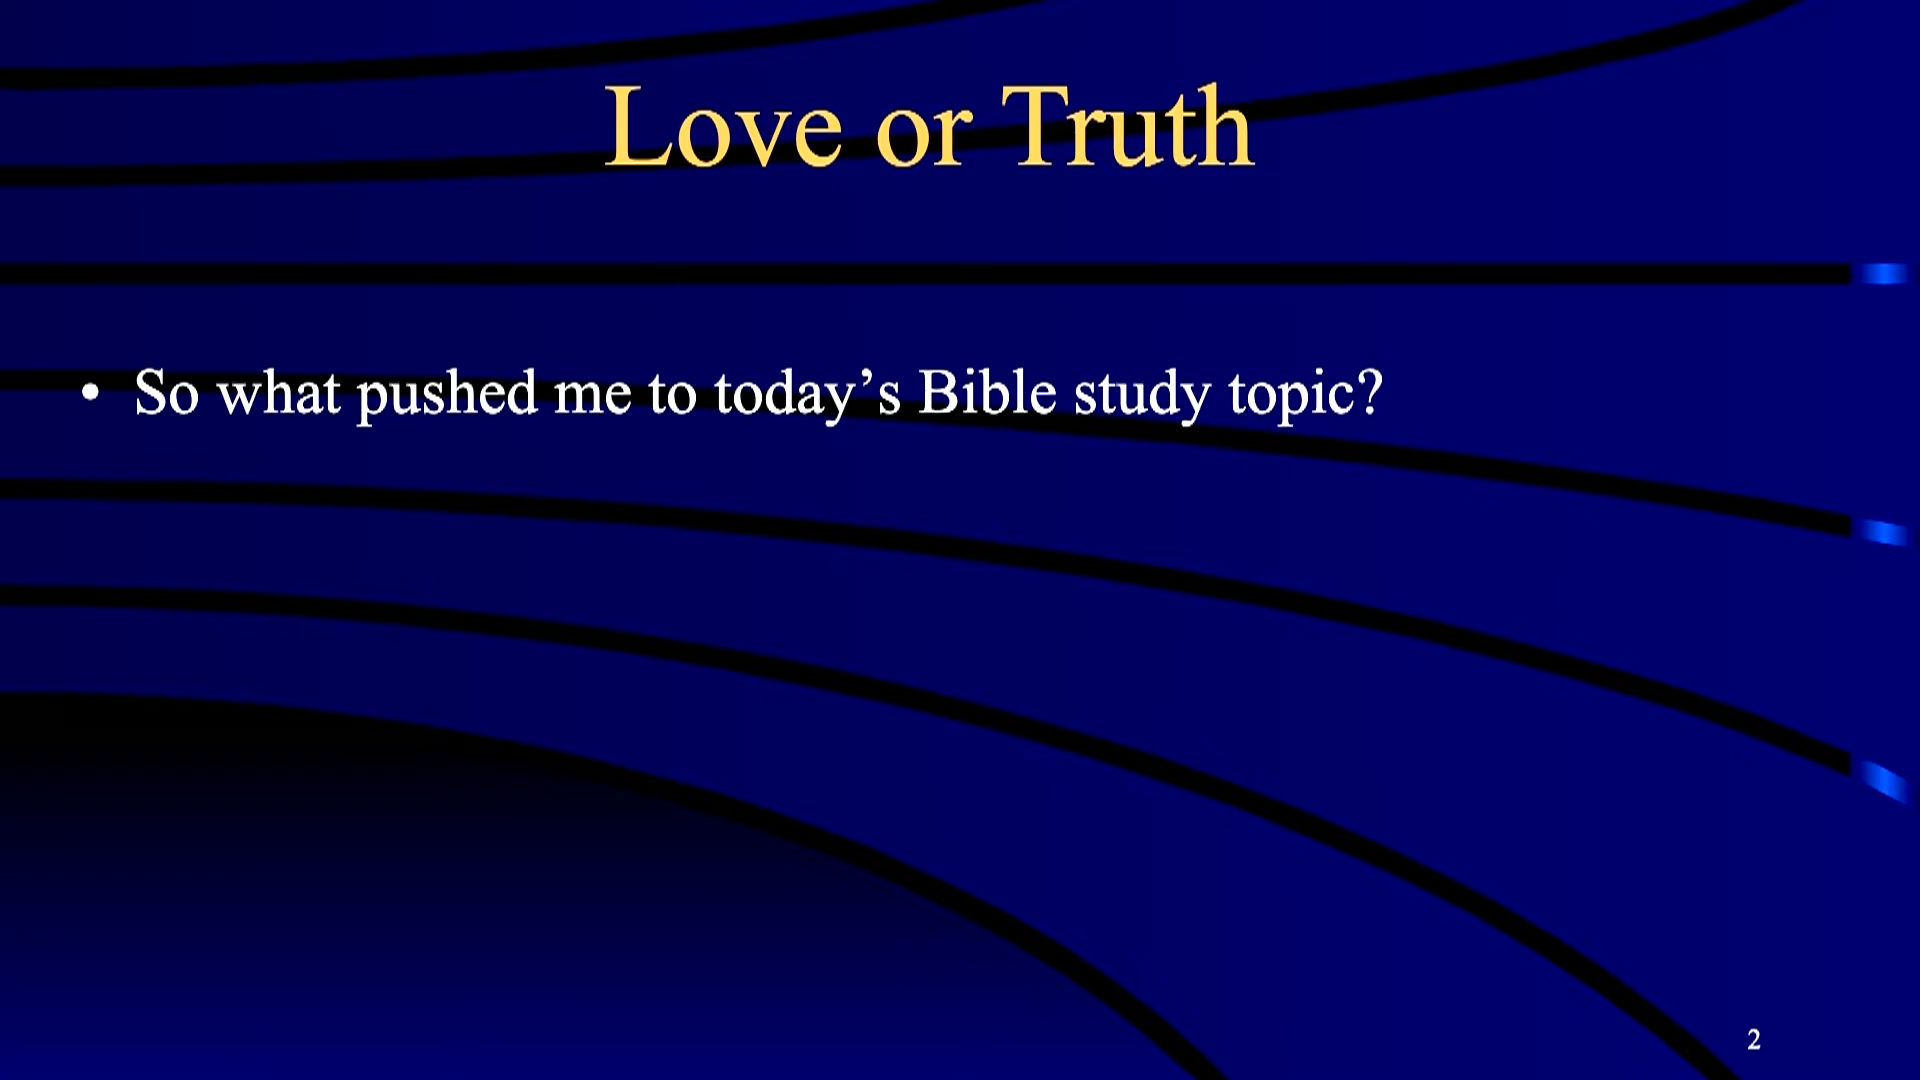 Love or Truth
• So what pushed me to today’s Bible study topic?
2